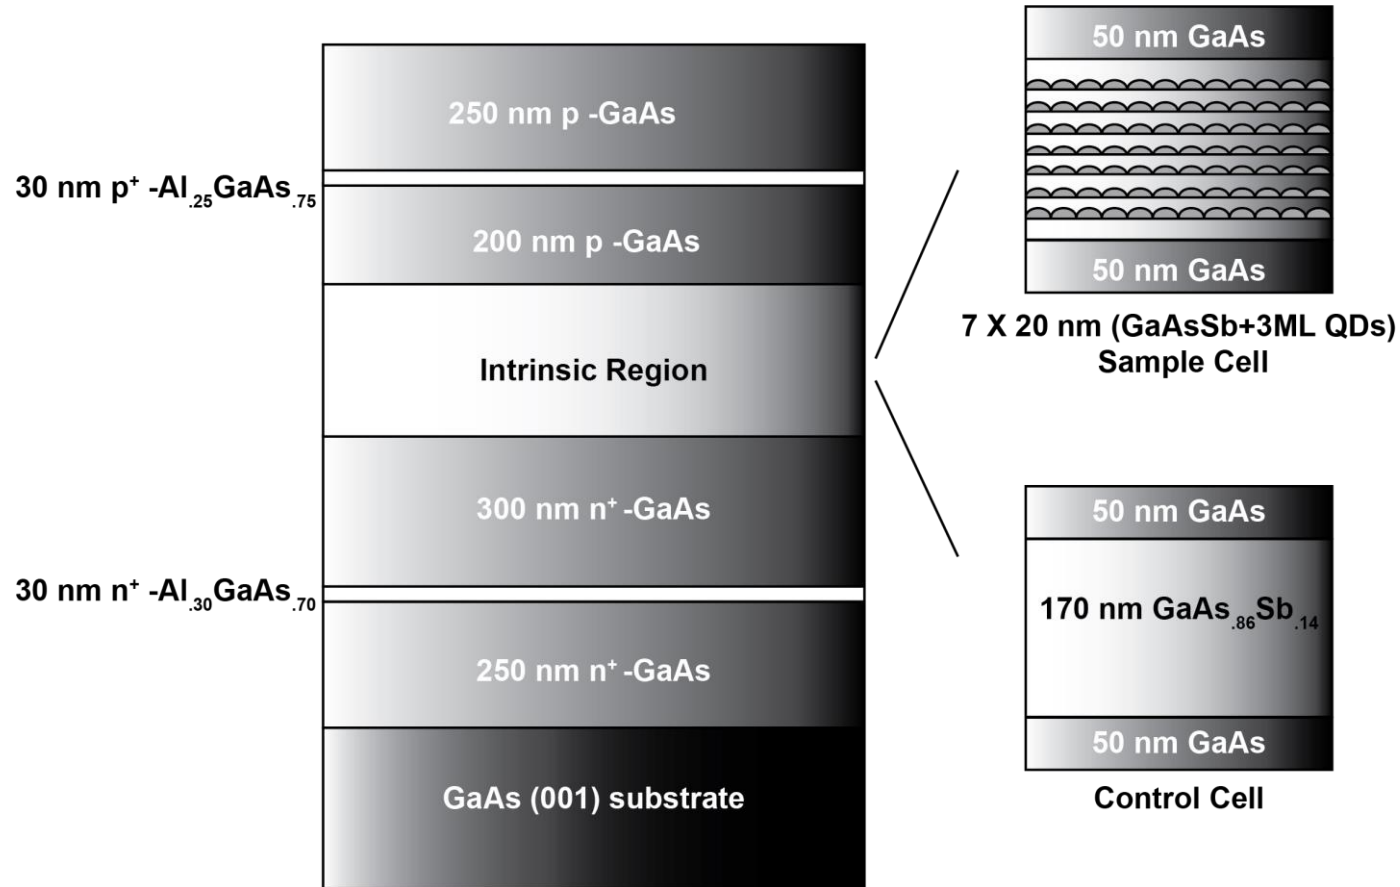 250 nm p -GaAs
30 nm p⁺ -Al.25GaAs.75
200 nm p -GaAs
Intrinsic Region
300 nm n⁺ -GaAs
30 nm n⁺ -Al.30GaAs.70
250 nm n⁺ -GaAs
GaAs (001) substrate
50 nm GaAs
50 nm GaAs
7 X 20 nm (GaAsSb+3ML QDs)
Sample Cell
50 nm GaAs
170 nm GaAs.86Sb.14
50 nm GaAs
Control Cell